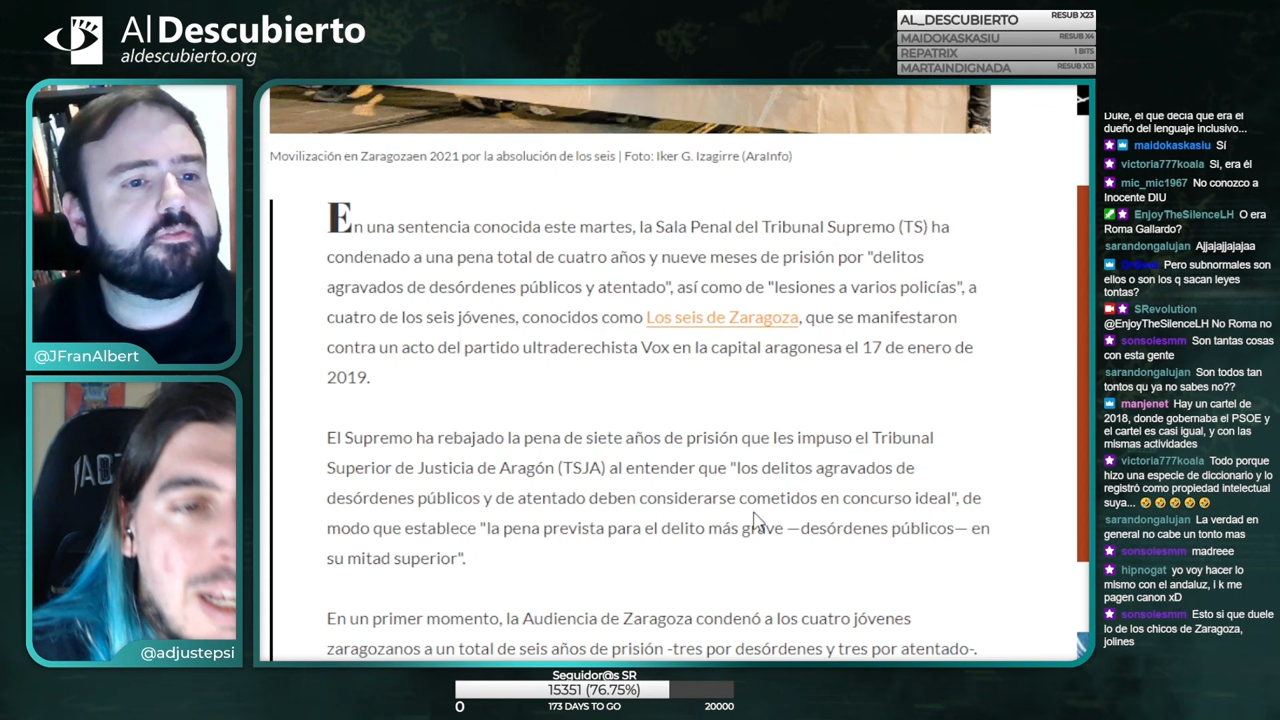 Al Descubierto
aldescubierto.org
AL_DESCUBIERTO RESUB X23
MAIDOKASKASIU RESUB X4
REPATRIX 1 BITS
MARTAINDIGNADA RESUB X13
@JFranAlbert
@adjustepsi
Movilización en Zaragozaen 2021 por la absolución de los seis | Foto: Iker G. Izagirre (AraInfo)
En una sentencia conocida este martes, la Sala Penal del Tribunal Supremo (TS) ha
condenado a una pena total de cuatro años y nueve meses de prisión por "delitos
agravados de desórdenes públicos y atentado", así como de "lesiones a varios policías", a
cuatro de los seis jóvenes, conocidos como Los seis de Zaragoza, que se manifestaron
contra un acto del partido ultraderechista Vox en la capital aragonesa el 17 de enero de
2019.
El Supremo ha rebajado la pena de siete años de prisión que les impuso el Tribunal
Superior de Justicia de Aragón (TSJA) al entender que "los delitos agravados de
desórdenes públicos y de atentado deben considerarse cometidos en concurso ideal", de
modo que establece "la pena prevista para el delito más grave —desórdenes públicos— en
su mitad superior".
En un primer momento, la Audiencia de Zaragoza condenó a los cuatro jóvenes
zaragozanos a un total de seis años de prisión -tres por desórdenes y tres por atentado-.
Duke, el que decía que era el
dueño del lenguaje inclusivo...
maidokaskasiu Sí
victoria777koala Si, era él
mic_mic1967 No conozco a
Inocente DIU
EnjoyTheSilenceLH O era
Roma Gallardo?
sarandongalujan Ajjajajjajajaa
Pero subnormales son
ellos o son los q sacan leyes
tontas?
SRevolution
@EnjoyTheSilenceLH No Roma no
sonsolesmm Son tantas cosas
con esta gente
sarandongalujan Son todos tan
tontos qu ya no sabes no??
manjenet Hay un cartel de
2018, donde gobernaba el PSOE y
el cartel es casi igual, y con las
mismas actividades
victoria777koala Todo porque
hizo una especie de diccionario y lo
registró como propiedad intelectual
suya... 🤣 🤣 🤣 🤣 🤣
sarandongalujan La verdad en
general no cabe un tonto mas
sonsolesmm madreee
hipnogat yo voy hacer lo
mismo con el andaluz, i k me
pagen canon xD
sonsolesmm Esto si que duele
lo de los chicos de Zaragoza,
jolines
Seguidor@s SR
15351 (76.75%)
0 173 DAYS TO GO 20000